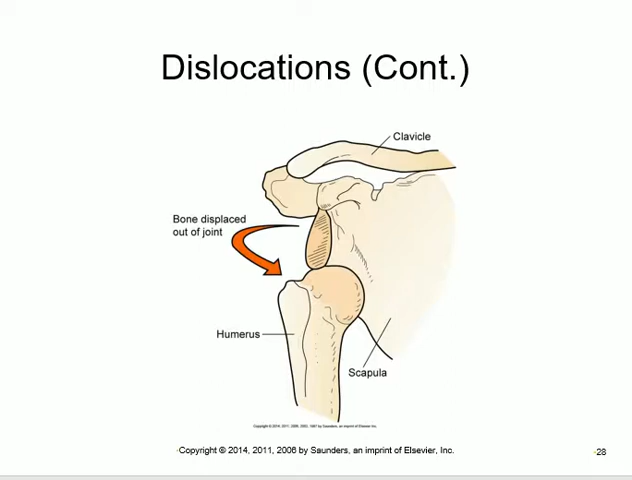 Dislocations (Cont.)
Clavicle
Bone displaced
out of joint
Humerus
Scapula
Copyright © 2014, 2011, 2006 by Saunders, an imprint of Elsevier, Inc.
28